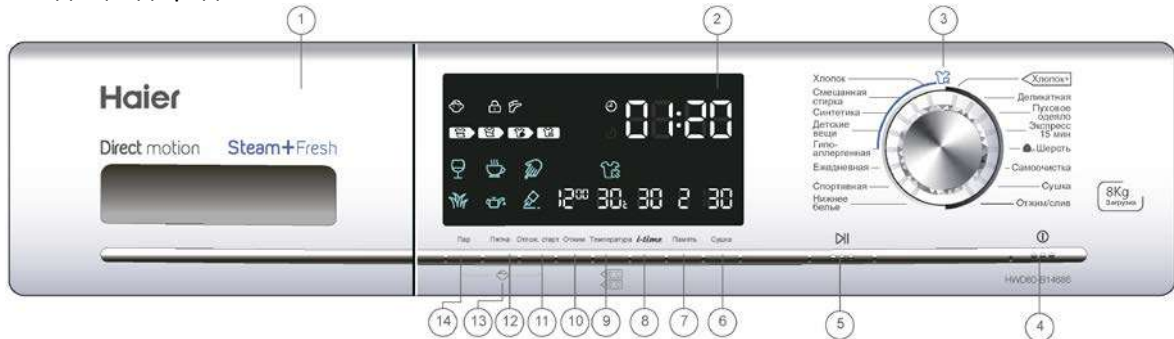 1
2
3
Haier
Direct motion Steam+Fresh
01:20
12⁰⁰ 30 30 2 30
Хлопок
Смешанная
стирка
Синтетика
Детские
вещи
Гипо-
аллергенная
Ежедневная
Спортивная
Нижнее
белье
Хлопок+
Деликатная
Пуховое
одеяло
Экспресс
15 мин
Шерсть
Самоочистка
Сушка
Отжим/слив
8Kg
Загрузка
Пар Пятна Отлож. старт Отжим Температура i-time Память Сушка
HWD80-B14686
14 13 12 11 10 9 8 7 6 5 4